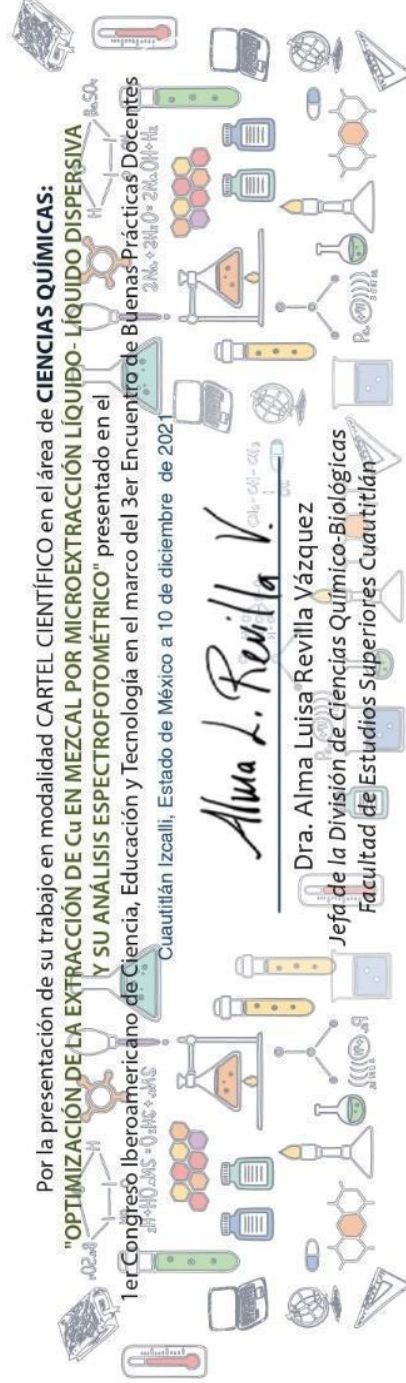 Por la presentación de su trabajo en modalidad CARTEL CIENTÍFICO en el área de CIENCIAS QUÍMICAS:
"OPTIMIZACIÓN DE LA EXTRACCIÓN DE Cu EN MEZCAL POR MICROEXTRACCIÓN LÍQUIDO- LÍQUIDO DISPERSIVA
Y SU ANÁLISIS ESPECTROFOTOMÉTRICO" presentado en el
1er Congreso Iberoamericano de Ciencia, Educación y Tecnología en el marco del 3er Encuentro de Buenas Prácticas Docentes
Cuautitlán Izcalli, Estado de México a 10 de diciembre de 2021
Alma L. Revilla V.
Dra. Alma Luisa Revilla Vázquez
Jefa de la División de Ciencias Químico-Biológicas
Facultad de Estudios Superiores Cuautitlán